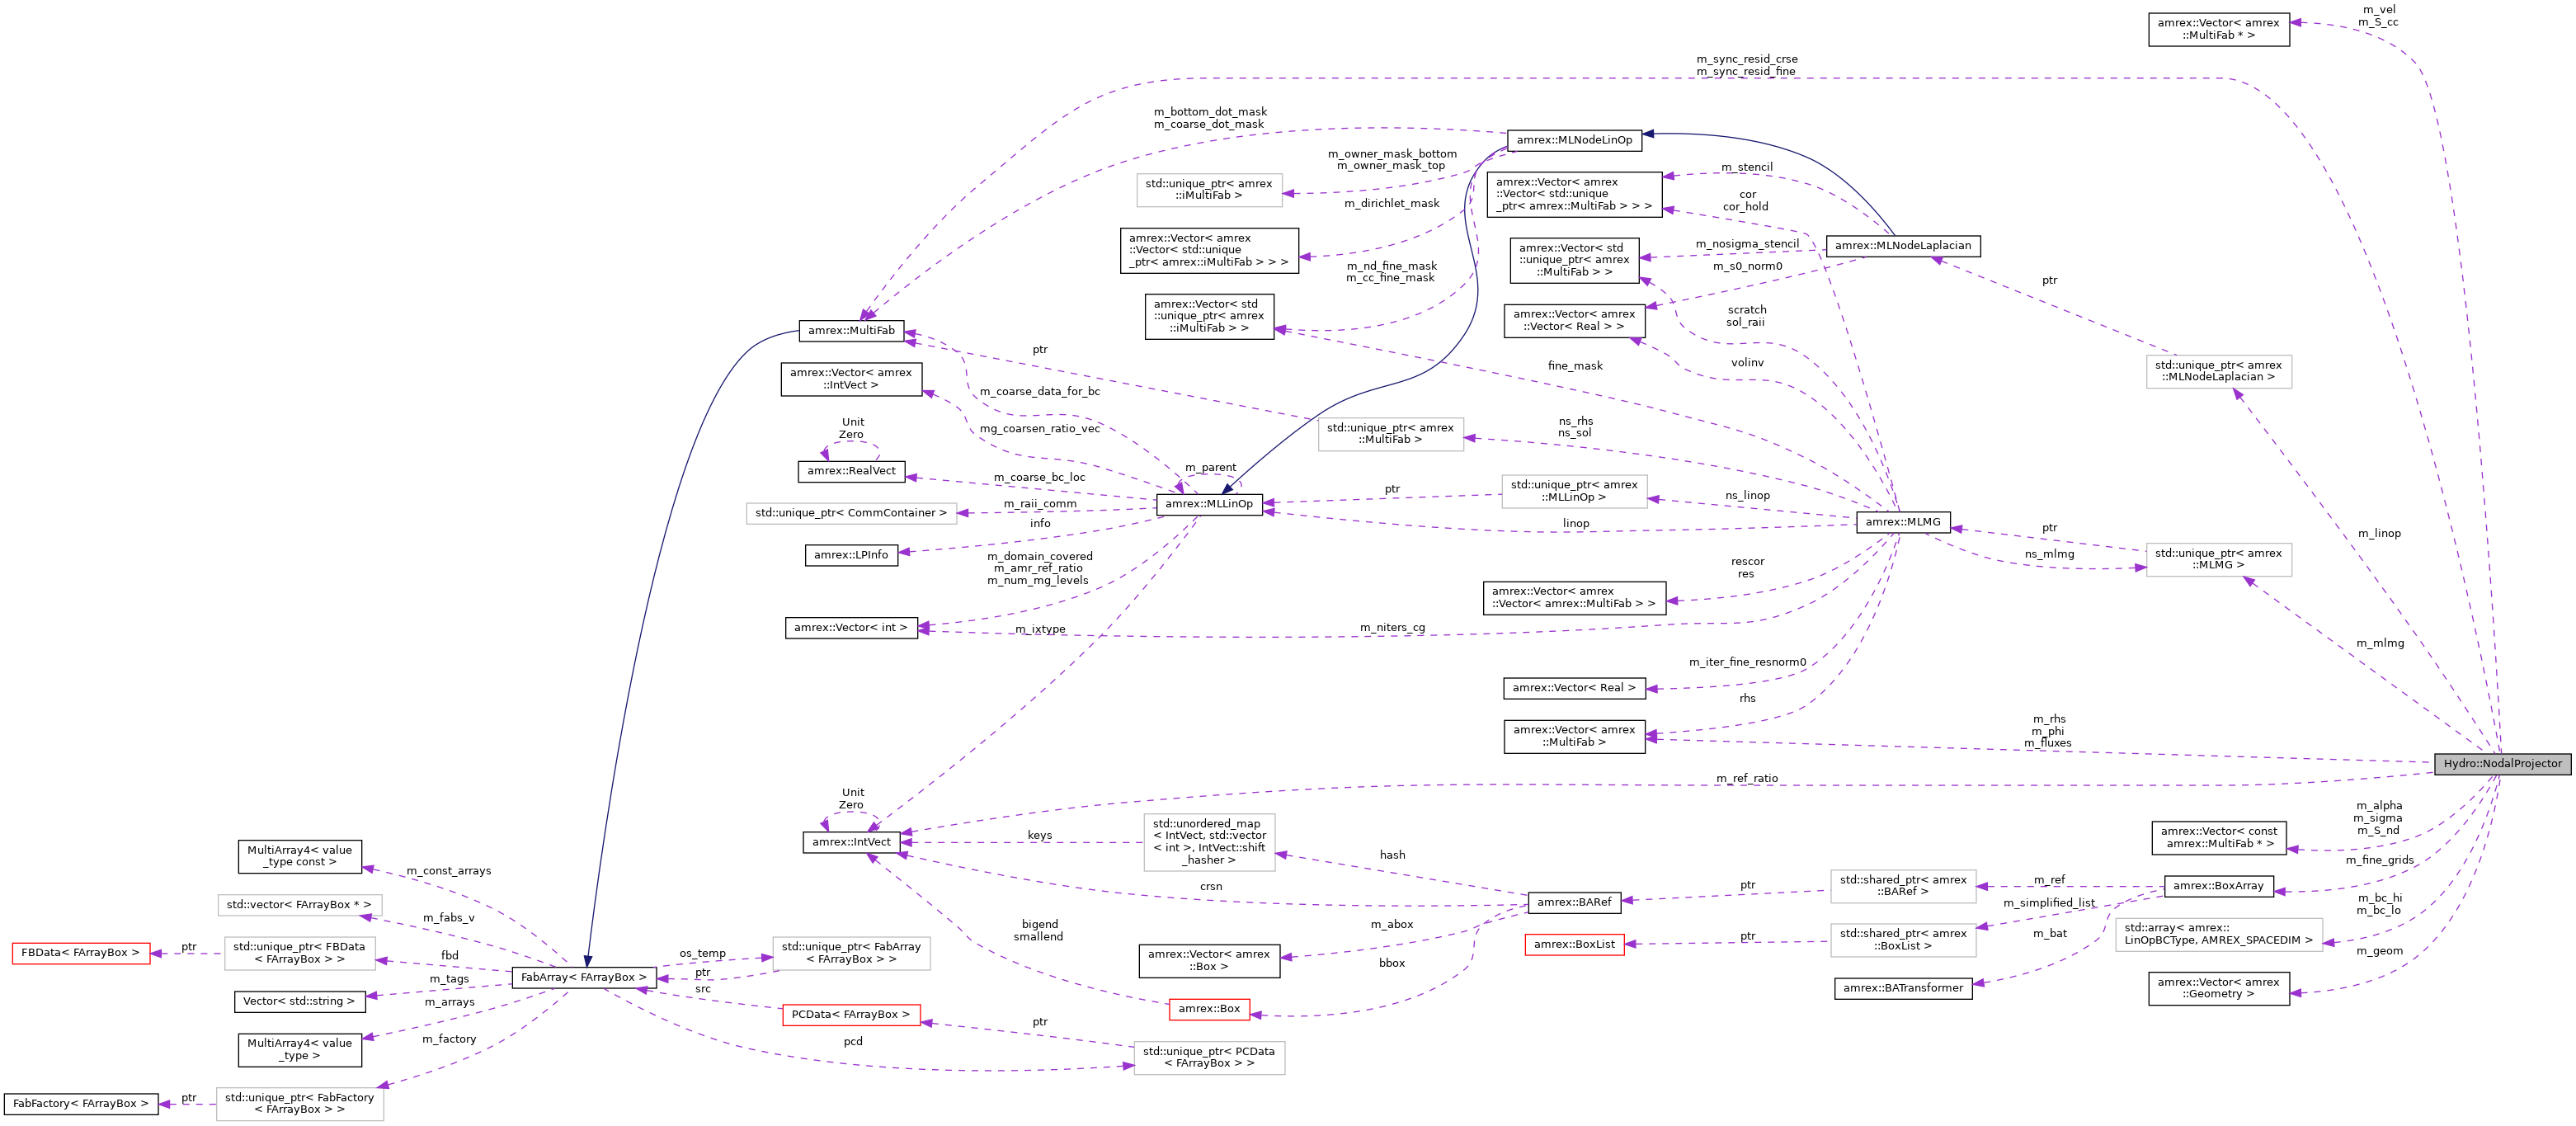 m_vel
m_S_cc
amrex::Vector< amrex
::MultiFab * >
m_sync_resid_crse
m_sync_resid_fine
m_bottom_dot_mask
m_coarse_dot_mask
amrex::MLNodeLinOp
m_owner_mask_bottom
m_owner_mask_top
m_stencil
std::unique_ptr< amrex
::iMultiFab >
amrex::Vector< amrex
::Vector< std::unique
_ptr< amrex::MultiFab > > >
cor
cor_hold
m_dirichlet_mask
amrex::Vector< amrex
::Vector< std::unique
_ptr< amrex::iMultiFab > > >
amrex::Vector< std
::unique_ptr< amrex
::MultiFab > >
m_nosigma_stencil
amrex::MLNodeLaplacian
m_nd_fine_mask
m_cc_fine_mask
m_s0_norm0
ptr
amrex::Vector< std
::unique_ptr< amrex
::iMultiFab > >
amrex::Vector< amrex
::Vector< Real > >
scratch
sol_raii
amrex::MultiFab
ptr
amrex::Vector< amrex
::IntVect >
fine_mask
volinv
std::unique_ptr< amrex
::MLNodeLaplacian >
m_coarse_data_for_bc
mg_coarsen_ratio_vec
Unit
Zero
std::unique_ptr< amrex
::MultiFab >
ns_rhs
ns_sol
amrex::RealVect
m_coarse_bc_loc
m_parent
ptr
std::unique_ptr< amrex
::MLLinOp >
ns_linop
std::unique_ptr< CommContainer >
m_raii_comm
amrex::MLLinOp
linop
amrex::MLMG
info
amrex::LPInfo
ptr
ns_mlmg
std::unique_ptr< amrex
::MLMG >
m_linop
m_domain_covered
m_amr_ref_ratio
m_num_mg_levels
rescor
res
amrex::Vector< amrex
::Vector< amrex::MultiFab > >
amrex::Vector< int >
m_ixtype
m_niters_cg
m_mlmg
m_iter_fine_resnorm0
amrex::Vector< Real >
rhs
amrex::Vector< amrex
::MultiFab >
m_rhs
m_phi
m_fluxes
Hydro::NodalProjector
m_ref_ratio
Unit
Zero
amrex::IntVect
keys
std::unordered_map
< IntVect, std::vector
< int >, IntVect::shift
_hasher >
hash
crsn
m_alpha
m_sigma
m_S_nd
amrex::Vector< const
amrex::MultiFab * >
m_fine_grids
MultiArray4< value
_type const >
m_const_arrays
std::vector< FArrayBox * >
m_fabs_v
amrex::BARef
ptr
std::shared_ptr< amrex
::BARef >
m_ref
amrex::BoxArray
m_simplified_list
m_bc_hi
m_bc_lo
std::array< amrex::
LinOpBCType, AMREX_SPACEDIM >
bigend
smallend
m_abox
amrex::BoxList
ptr
std::shared_ptr< amrex
::BoxList >
m_bat
FBData< FArrayBox >
ptr
std::unique_ptr< FBData
< FArrayBox > >
fbd
os_temp
std::unique_ptr< FabArray
< FArrayBox > >
amrex::Vector< amrex
::Box >
bbox
m_geom
FabArray< FArrayBox >
ptr
src
m_tags
Vector< std::string >
amrex::BATransformer
amrex::Vector< amrex
::Geometry >
m_arrays
PCData< FArrayBox >
amrex::Box
ptr
MultiArray4< value
_type >
m_factory
pcd
std::unique_ptr< PCData
< FArrayBox > >
FabFactory< FArrayBox >
ptr
std::unique_ptr< FabFactory
< FArrayBox > >